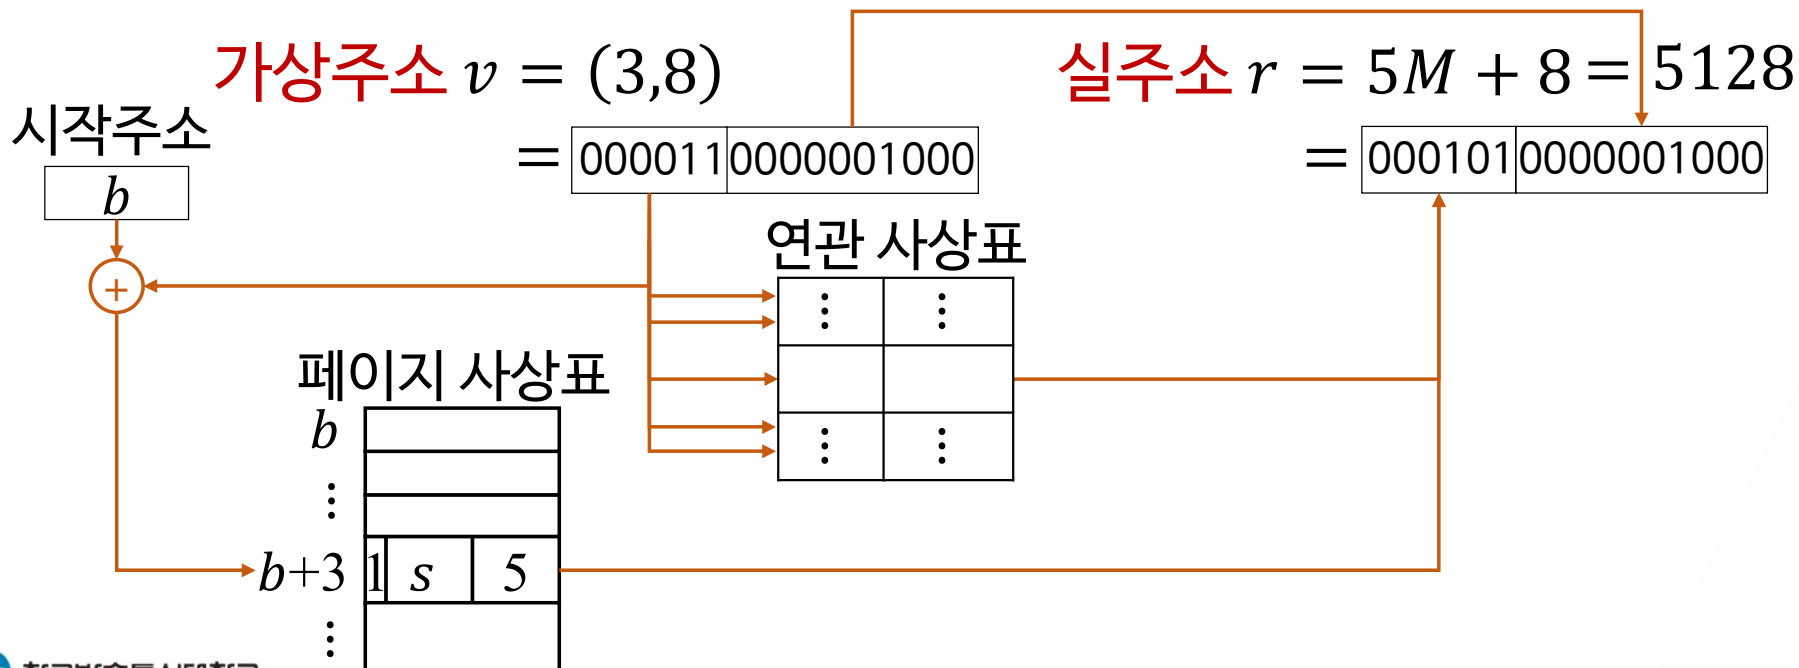 가상주소 v = (3,8)
= 000011 0000001000
실주소 r = 5M + 8 = 5128
= 000101 0000001000
시작주소
b
+
연관 사상표
⋮ ⋮
⋮ ⋮
페이지 사상표
b
⋮
b+3 1 s 5
⋮